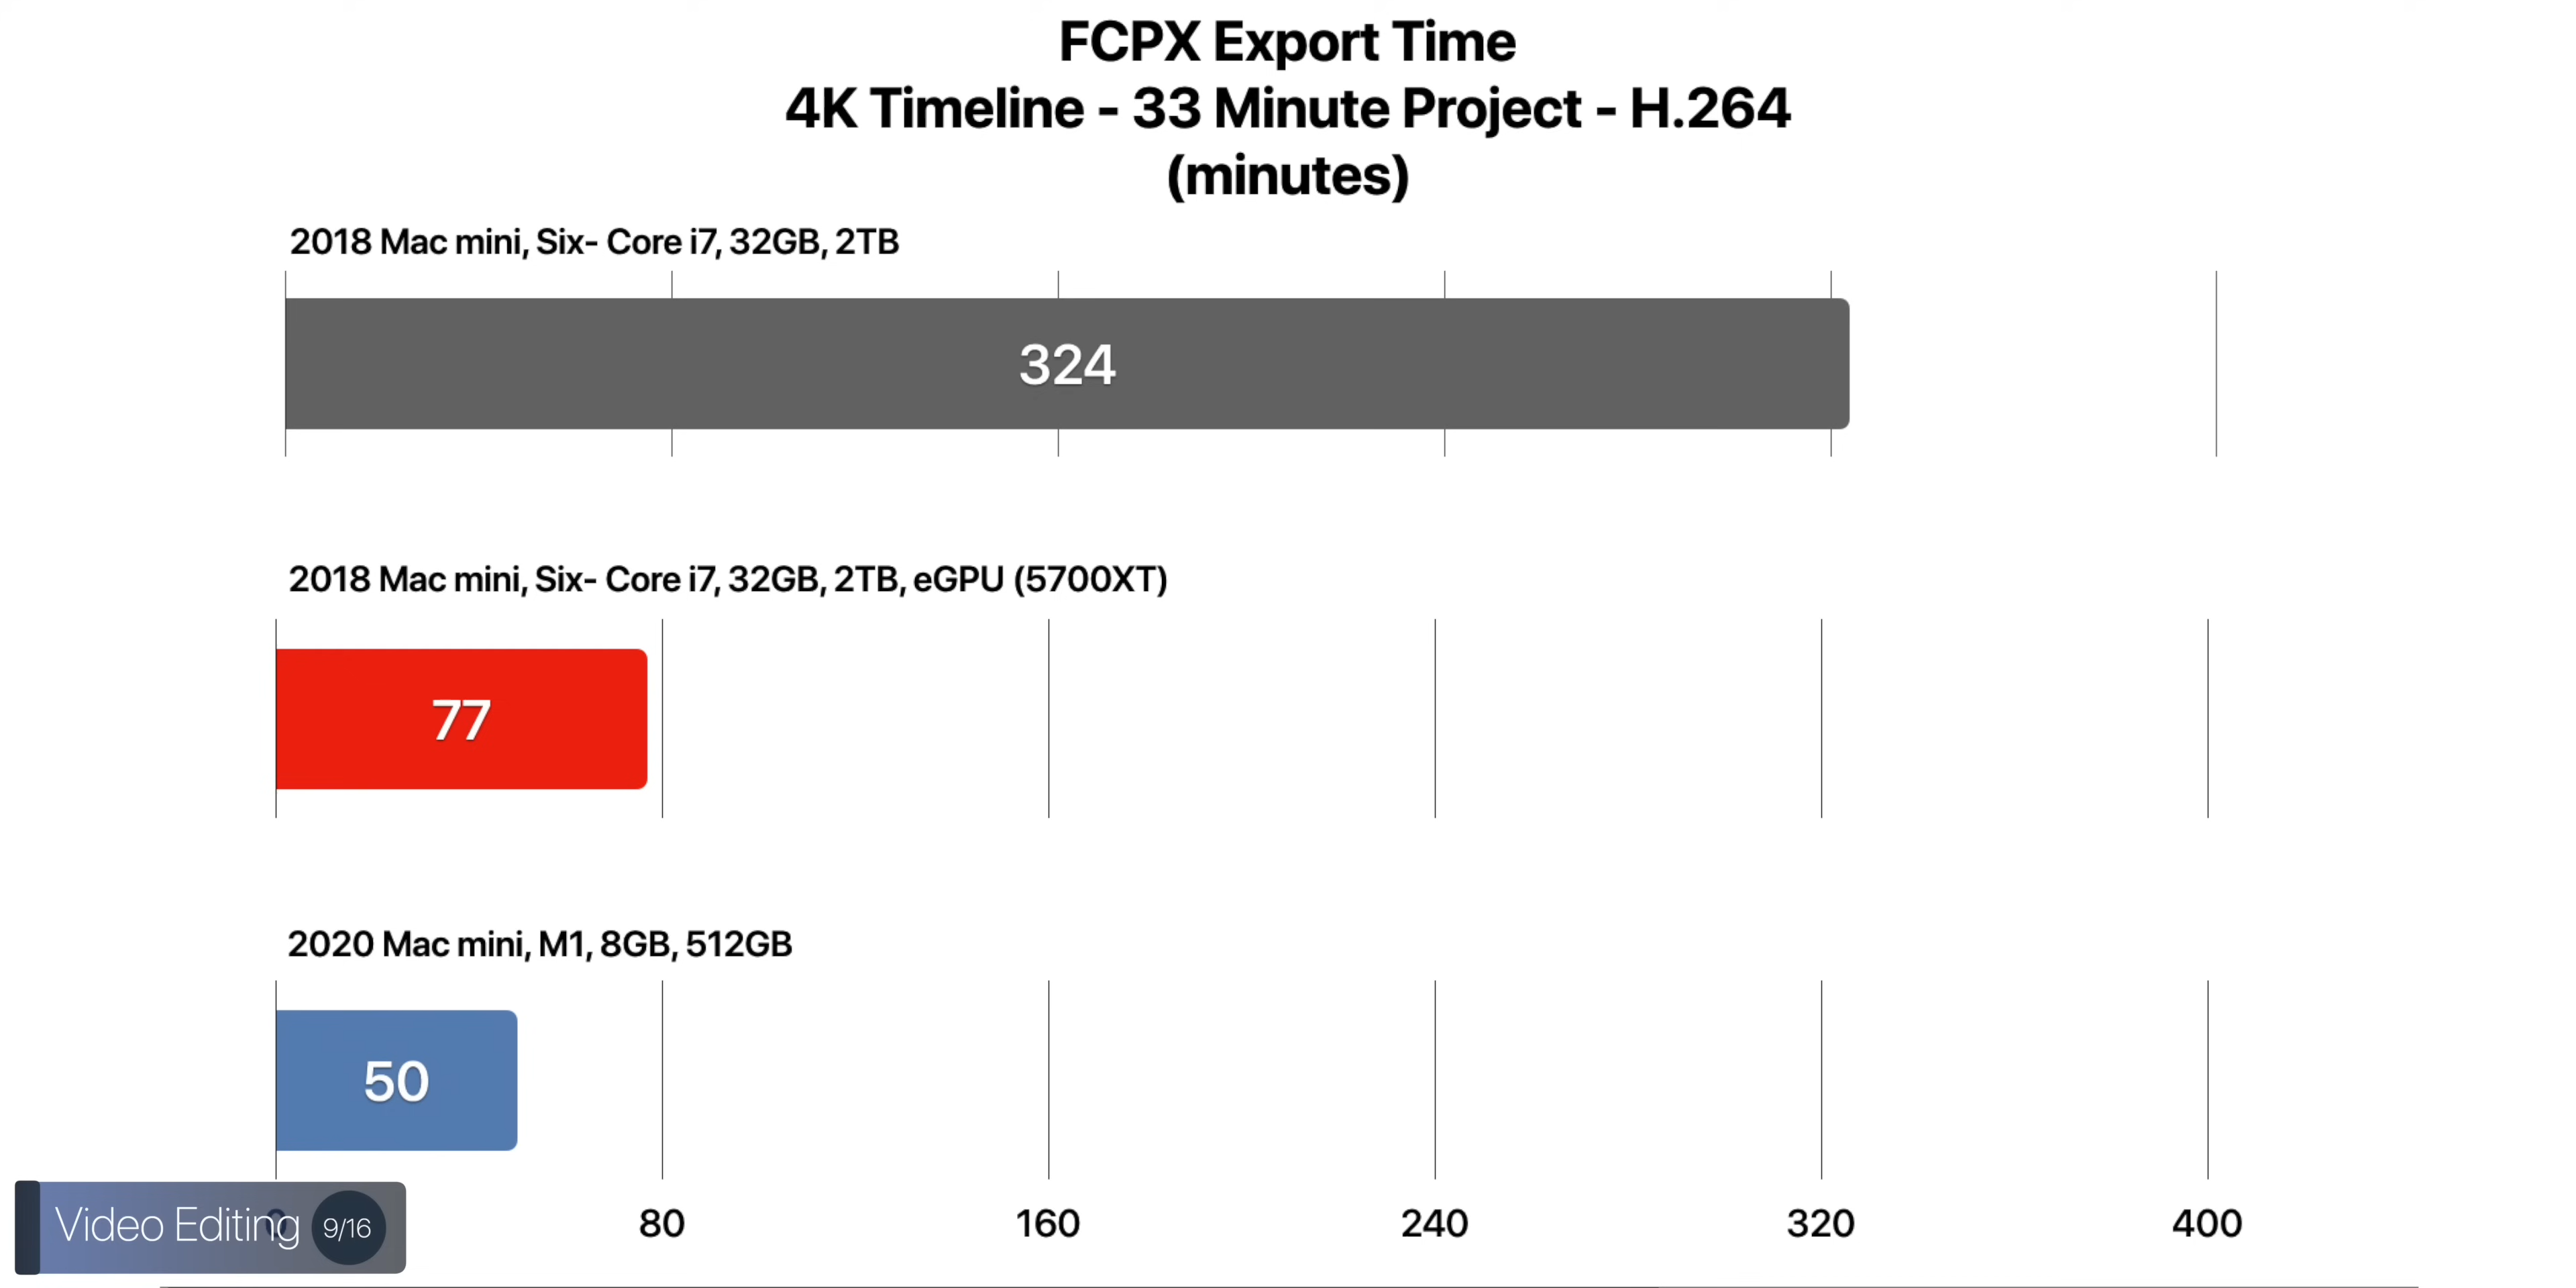 FCPX Export Time
4K Timeline - 33 Minute Project - H.264
(minutes)
2018 Mac mini, Six- Core i7, 32GB, 2TB
324
2018 Mac mini, Six- Core i7, 32GB, 2TB, eGPU (5700XT)
77
2020 Mac mini, M1, 8GB, 512GB
50
0 80 160 240 320 400
Video Editing 9/16